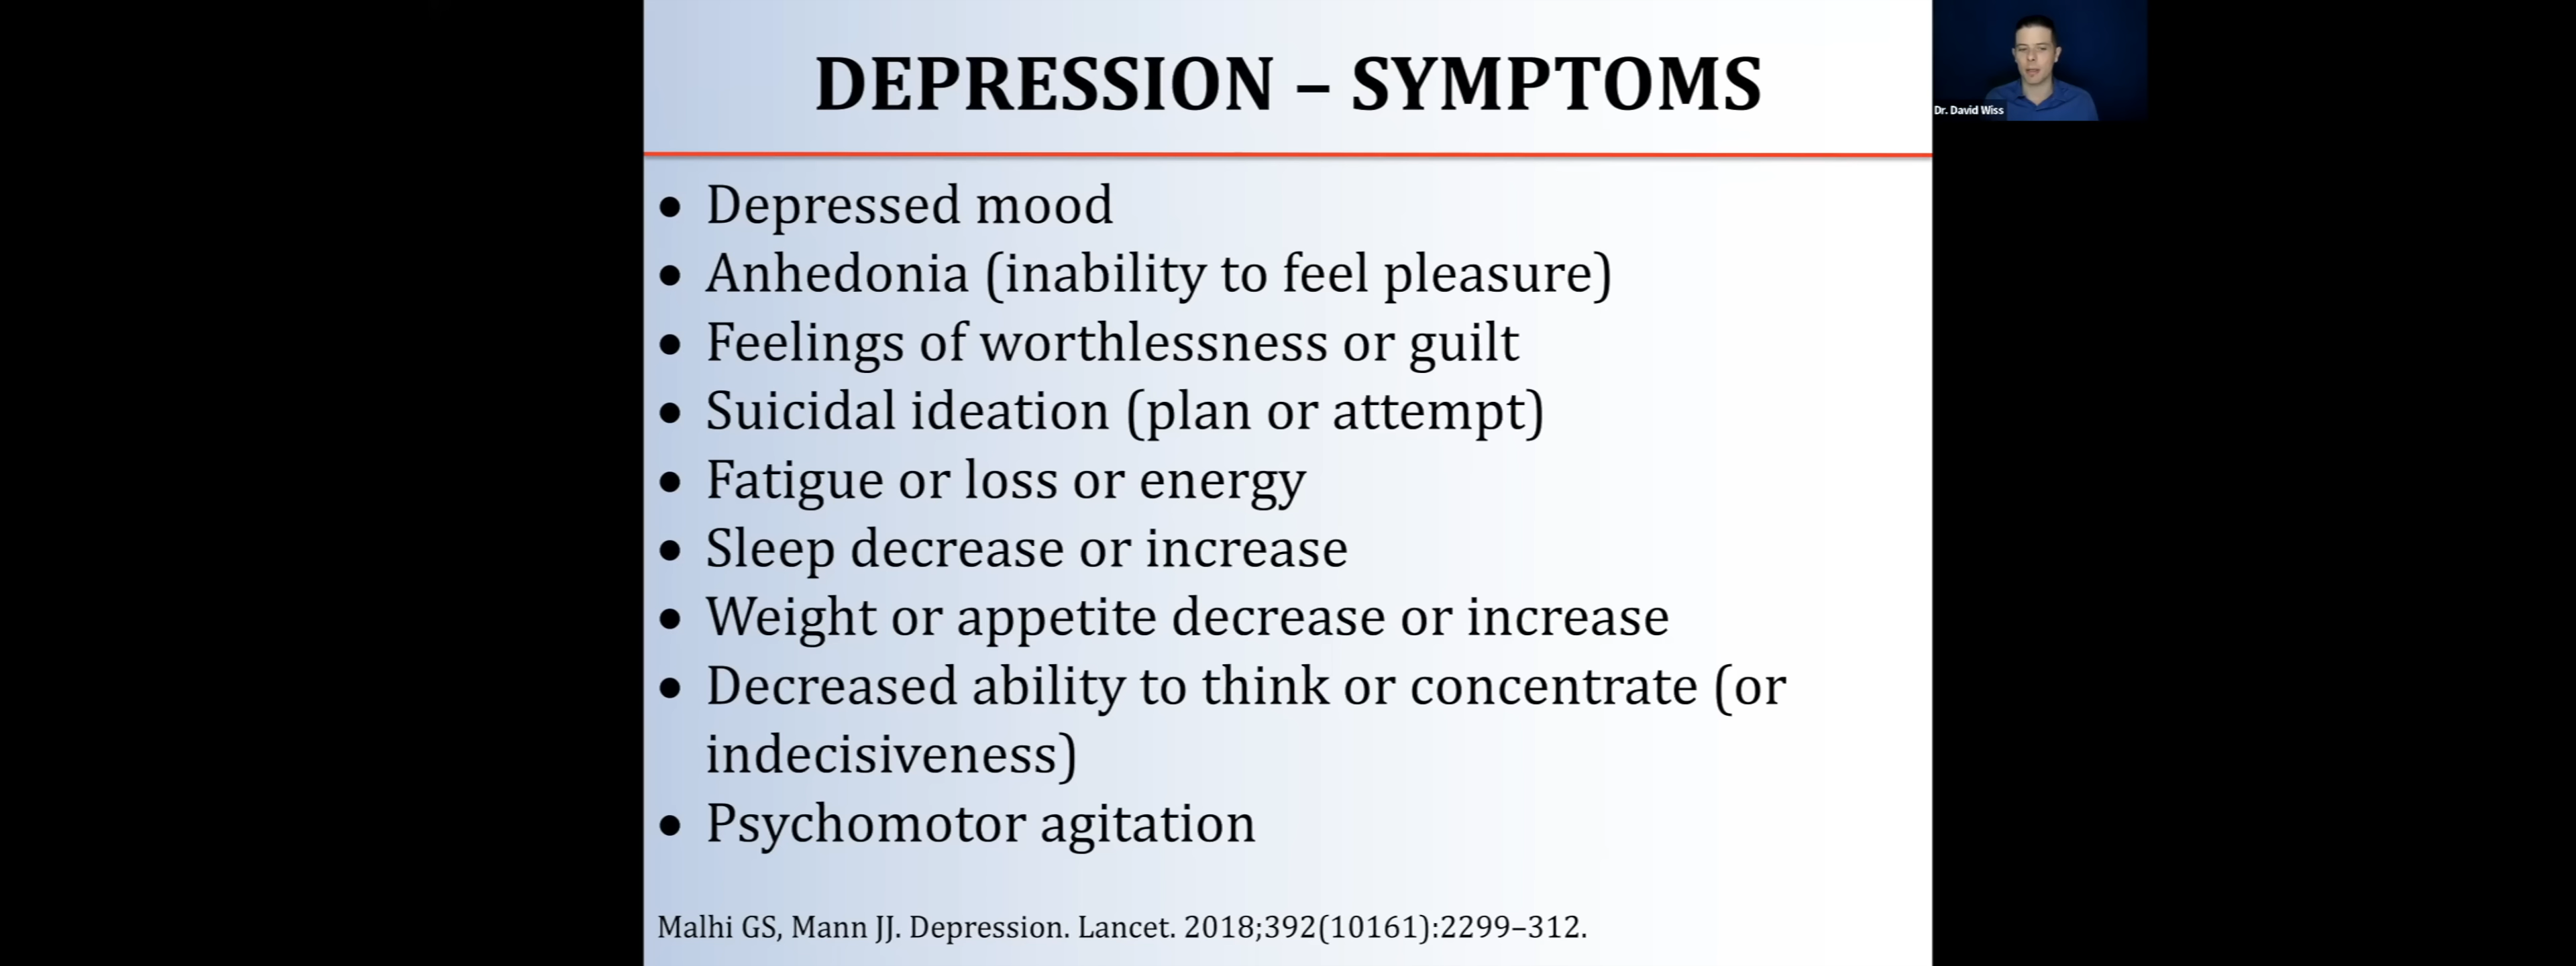 DEPRESSION – SYMPTOMS
Dr. David Wiss
• Depressed mood
• Anhedonia (inability to feel pleasure)
• Feelings of worthlessness or guilt
• Suicidal ideation (plan or attempt)
• Fatigue or loss or energy
• Sleep decrease or increase
• Weight or appetite decrease or increase
• Decreased ability to think or concentrate (or
indecisiveness)
• Psychomotor agitation
Malhi GS, Mann JJ. Depression. Lancet. 2018;392(10161):2299–312.